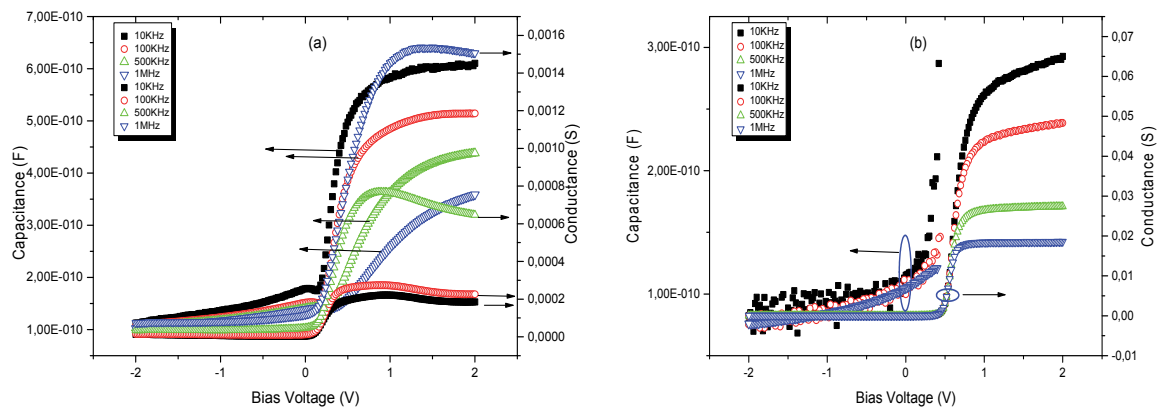 (a)
10KHz
100KHz
500KHz
1MHz
10KHz
100KHz
500KHz
1MHz
7,00E-010
6,00E-010
5,00E-010
4,00E-010
3,00E-010
2,00E-010
1,00E-010
Capacitance (F)
0,0016
0,0014
0,0012
0,0010
0,0008
0,0006
0,0004
0,0002
0,0000
Conductance (S)
-2
-1
0
1
2
Bias Voltage (V)
(b)
10KHz
100KHz
500KHz
1MHz
10KHz
100KHz
500KHz
1MHz
3,00E-010
2,00E-010
1,00E-010
Capacitance (F)
0,07
0,06
0,05
0,04
0,03
0,02
0,01
0,00
-0,01
Conductance (S)
-2
-1
0
1
2
Bias Voltage (V)